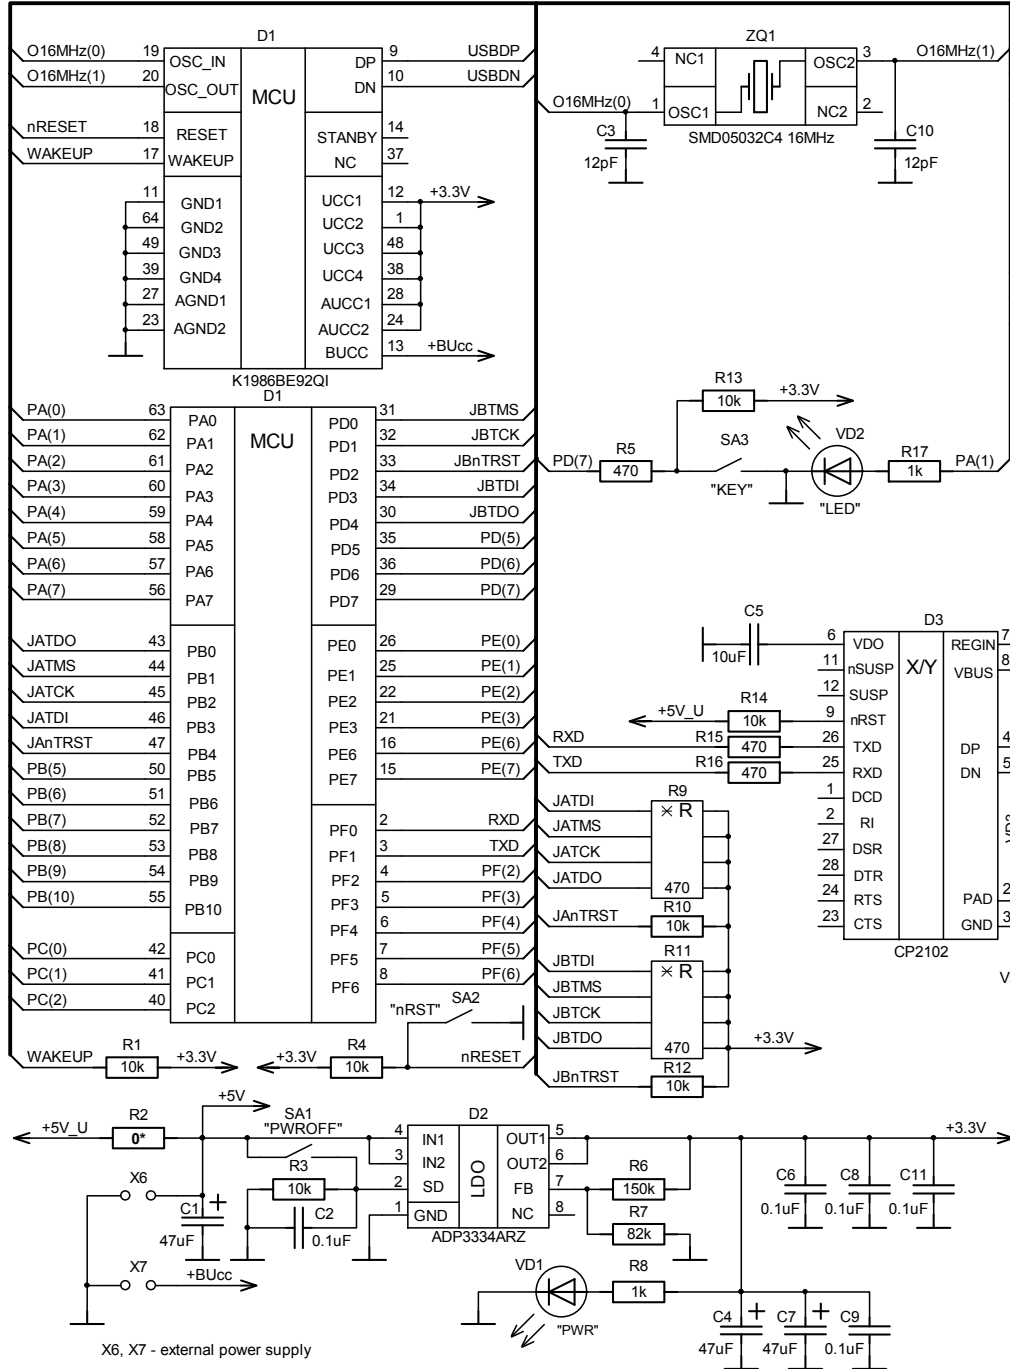 D1
O16MHz(0) 19 OSC_IN DP 9 USBDP
O16MHz(1) 20 OSC_OUT MCU DN 10 USBDN
nRESET 18 RESET STANBY 14
WAKEUP 17 WAKEUP NC 37
11 GND1 UCC1 12 +3.3V
64 GND2 UCC2 1
49 GND3 UCC3 48
39 GND4 UCC4 38
27 AGND1 AUCC1 28
23 AGND2 AUCC2 24
BUCC 13 +BUcc
K1986BE92QI
D1
MCU
PA(0) 63 PA0 PD0 31 JBTMS
PA(1) 62 PA1 PD1 32 JBTCK
PA(2) 61 PA2 PD2 33 JBnTRST
PA(3) 60 PA3 PD3 34 JBTDI
PA(4) 59 PA4 PD4 30 JBTDO
PA(5) 58 PA5 PD5 35 PD(5)
PA(6) 57 PA6 PD6 36 PD(6)
PA(7) 56 PA7 PD7 29 PD(7)
JATDO 43 PB0 PE0 26 PE(0)
JATMS 44 PB1 PE1 25 PE(1)
JATCK 45 PB2 PE2 22 PE(2)
JATDI 46 PB3 PE3 21 PE(3)
JAnTRST 47 PB4 PE6 16 PE(6)
PB(5) 50 PB5 PE7 15 PE(7)
PB(6) 51 PB6
PB(7) 52 PB7 PF0 2 RXD
PB(8) 53 PB8 PF1 3 TXD
PB(9) 54 PB9 PF2 4 PF(2)
PB(10) 55 PB10 PF3 5 PF(3)
PF4 6 PF(4)
PC(0) 42 PC0 PF5 7 PF(5)
PC(1) 41 PC1 PF6 8 PF(6)
PC(2) 40 PC2
"nRST" SA2
WAKEUP R1 10k +3.3V
+3.3V R4 10k nRESET
ZQ1
4 NC1 OSC2 3 O16MHz(1)
O16MHz(0) 1 OSC1 NC2 2
SMD05032C4 16MHz
C3 12pF
C10 12pF
R13 10k +3.3V
PD(7) R5 470 SA3 "KEY" VD2 "LED" R17 1k PA(1)
C5 10uF
D3
X/Y
6 VDO REGIN 7
11 nSUSP VBUS 8
12 SUSP
+5V_U R14 10k 9 nRST
RXD R15 470 26 TXD DP 4
TXD R16 470 25 RXD DN 5
1 DCD
2 RI
27 DSR
28 DTR
24 RTS PAD 2
23 CTS GND 3
CP2102
R9
JATDI × R
JATMS
JATCK
JATDO 470
JAnTRST R10 10k
R11
JBTDI × R
JBTMS
JBTCK
JBTDO 470 +3.3V
JBnTRST R12 10k
+5V
+5V_U R2 0*
SA1 "PWROFF"
R3 10k
C2 0.1uF
X6
C1 + 47uF
X7 +BUcc
D2
LDO
4 IN1 OUT1 5 +3.3V
3 IN2 OUT2 6
2 SD FB 7
1 GND NC 8
ADP3334ARZ
R6 150k
R7 82k
C6 0.1uF
C8 0.1uF
C11 0.1uF
VD1 "PWR" R8 1k
C4 + 47uF
C7 + 47uF
C9 0.1uF
X6, X7 - external power supply